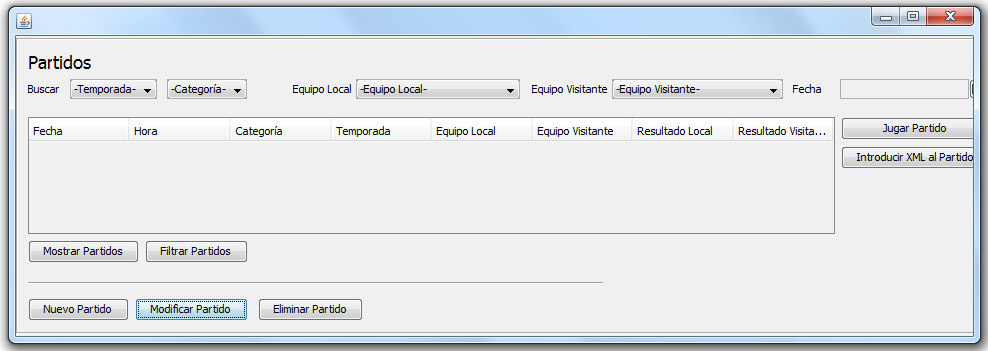 Partidos
Buscar -Temporada- -Categoría- Equipo Local -Equipo Local- Equipo Visitante -Equipo Visitante- Fecha
Fecha Hora Categoría Temporada Equipo Local Equipo Visitante Resultado Local Resultado Visita...
Jugar Partido
Introducir XML al Partido
Mostrar Partidos Filtrar Partidos
Nuevo Partido Modificar Partido Eliminar Partido